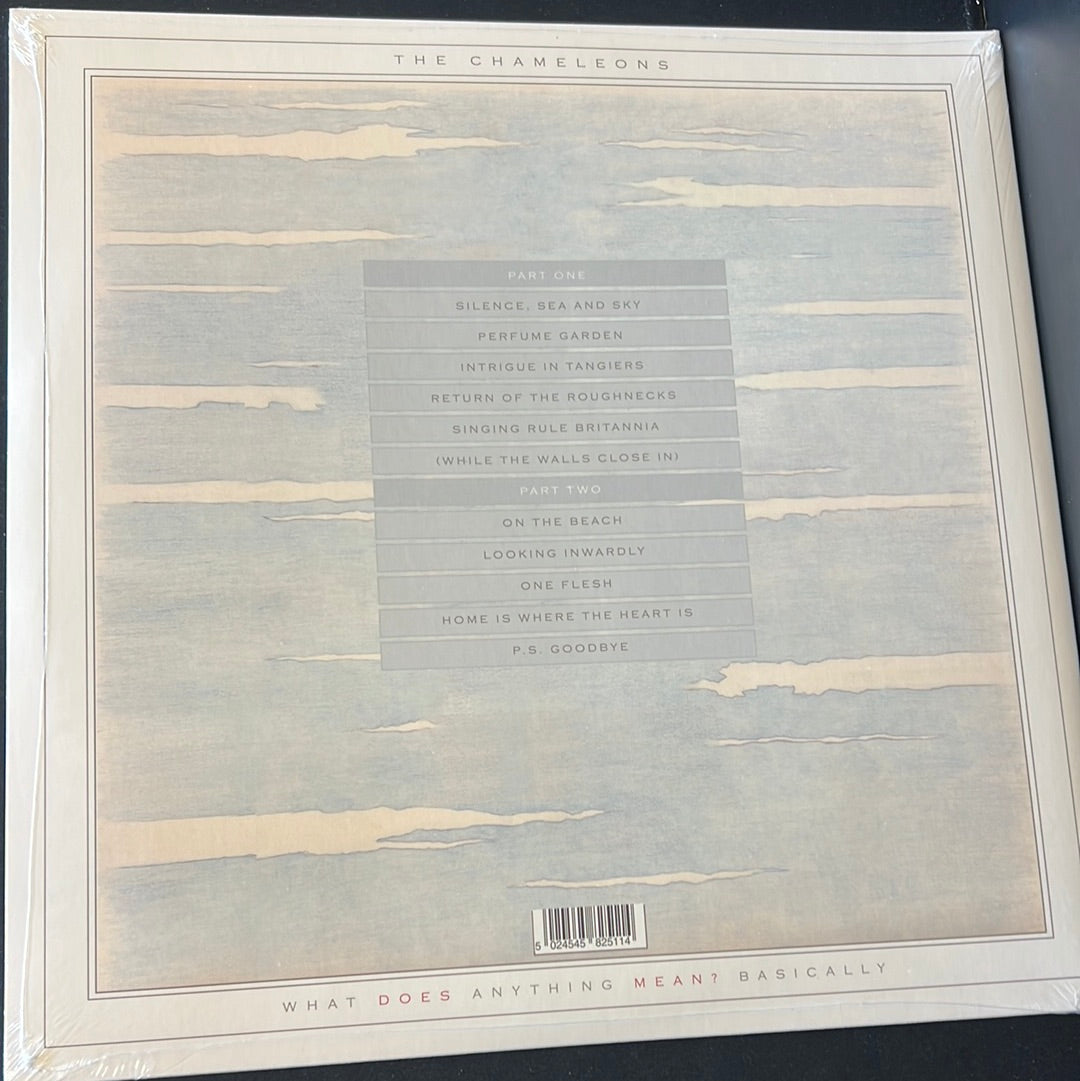 THE CHAMELEONS
PART ONE
SILENCE, SEA AND SKY
PERFUME GARDEN
INTRIGUE IN TANGIERS
RETURN OF THE ROUGHNECKS
SINGING RULE BRITANNIA
(WHILE THE WALLS CLOSE IN)
PART TWO
ON THE BEACH
LOOKING INWARDLY
ONE FLESH
HOME IS WHERE THE HEART IS
P.S. GOODBYE
5 024545 825114
WHAT DOES ANYTHING MEAN? BASICALLY